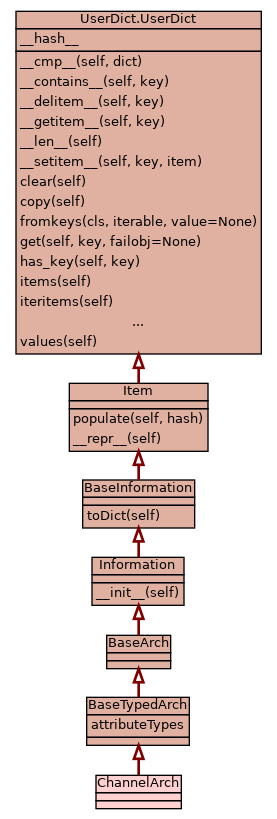 UserDict.UserDict
__hash__
__cmp__(self, dict)
__contains__(self, key)
__delitem__(self, key)
__getitem__(self, key)
__len__(self)
__setitem__(self, key, item)
clear(self)
copy(self)
fromkeys(cls, iterable, value=None)
get(self, key, failobj=None)
has_key(self, key)
items(self)
iteritems(self)
...
values(self)
Item
populate(self, hash)
__repr__(self)
BaseInformation
toDict(self)
Information
__init__(self)
BaseArch
BaseTypedArch
attributeTypes
ChannelArch